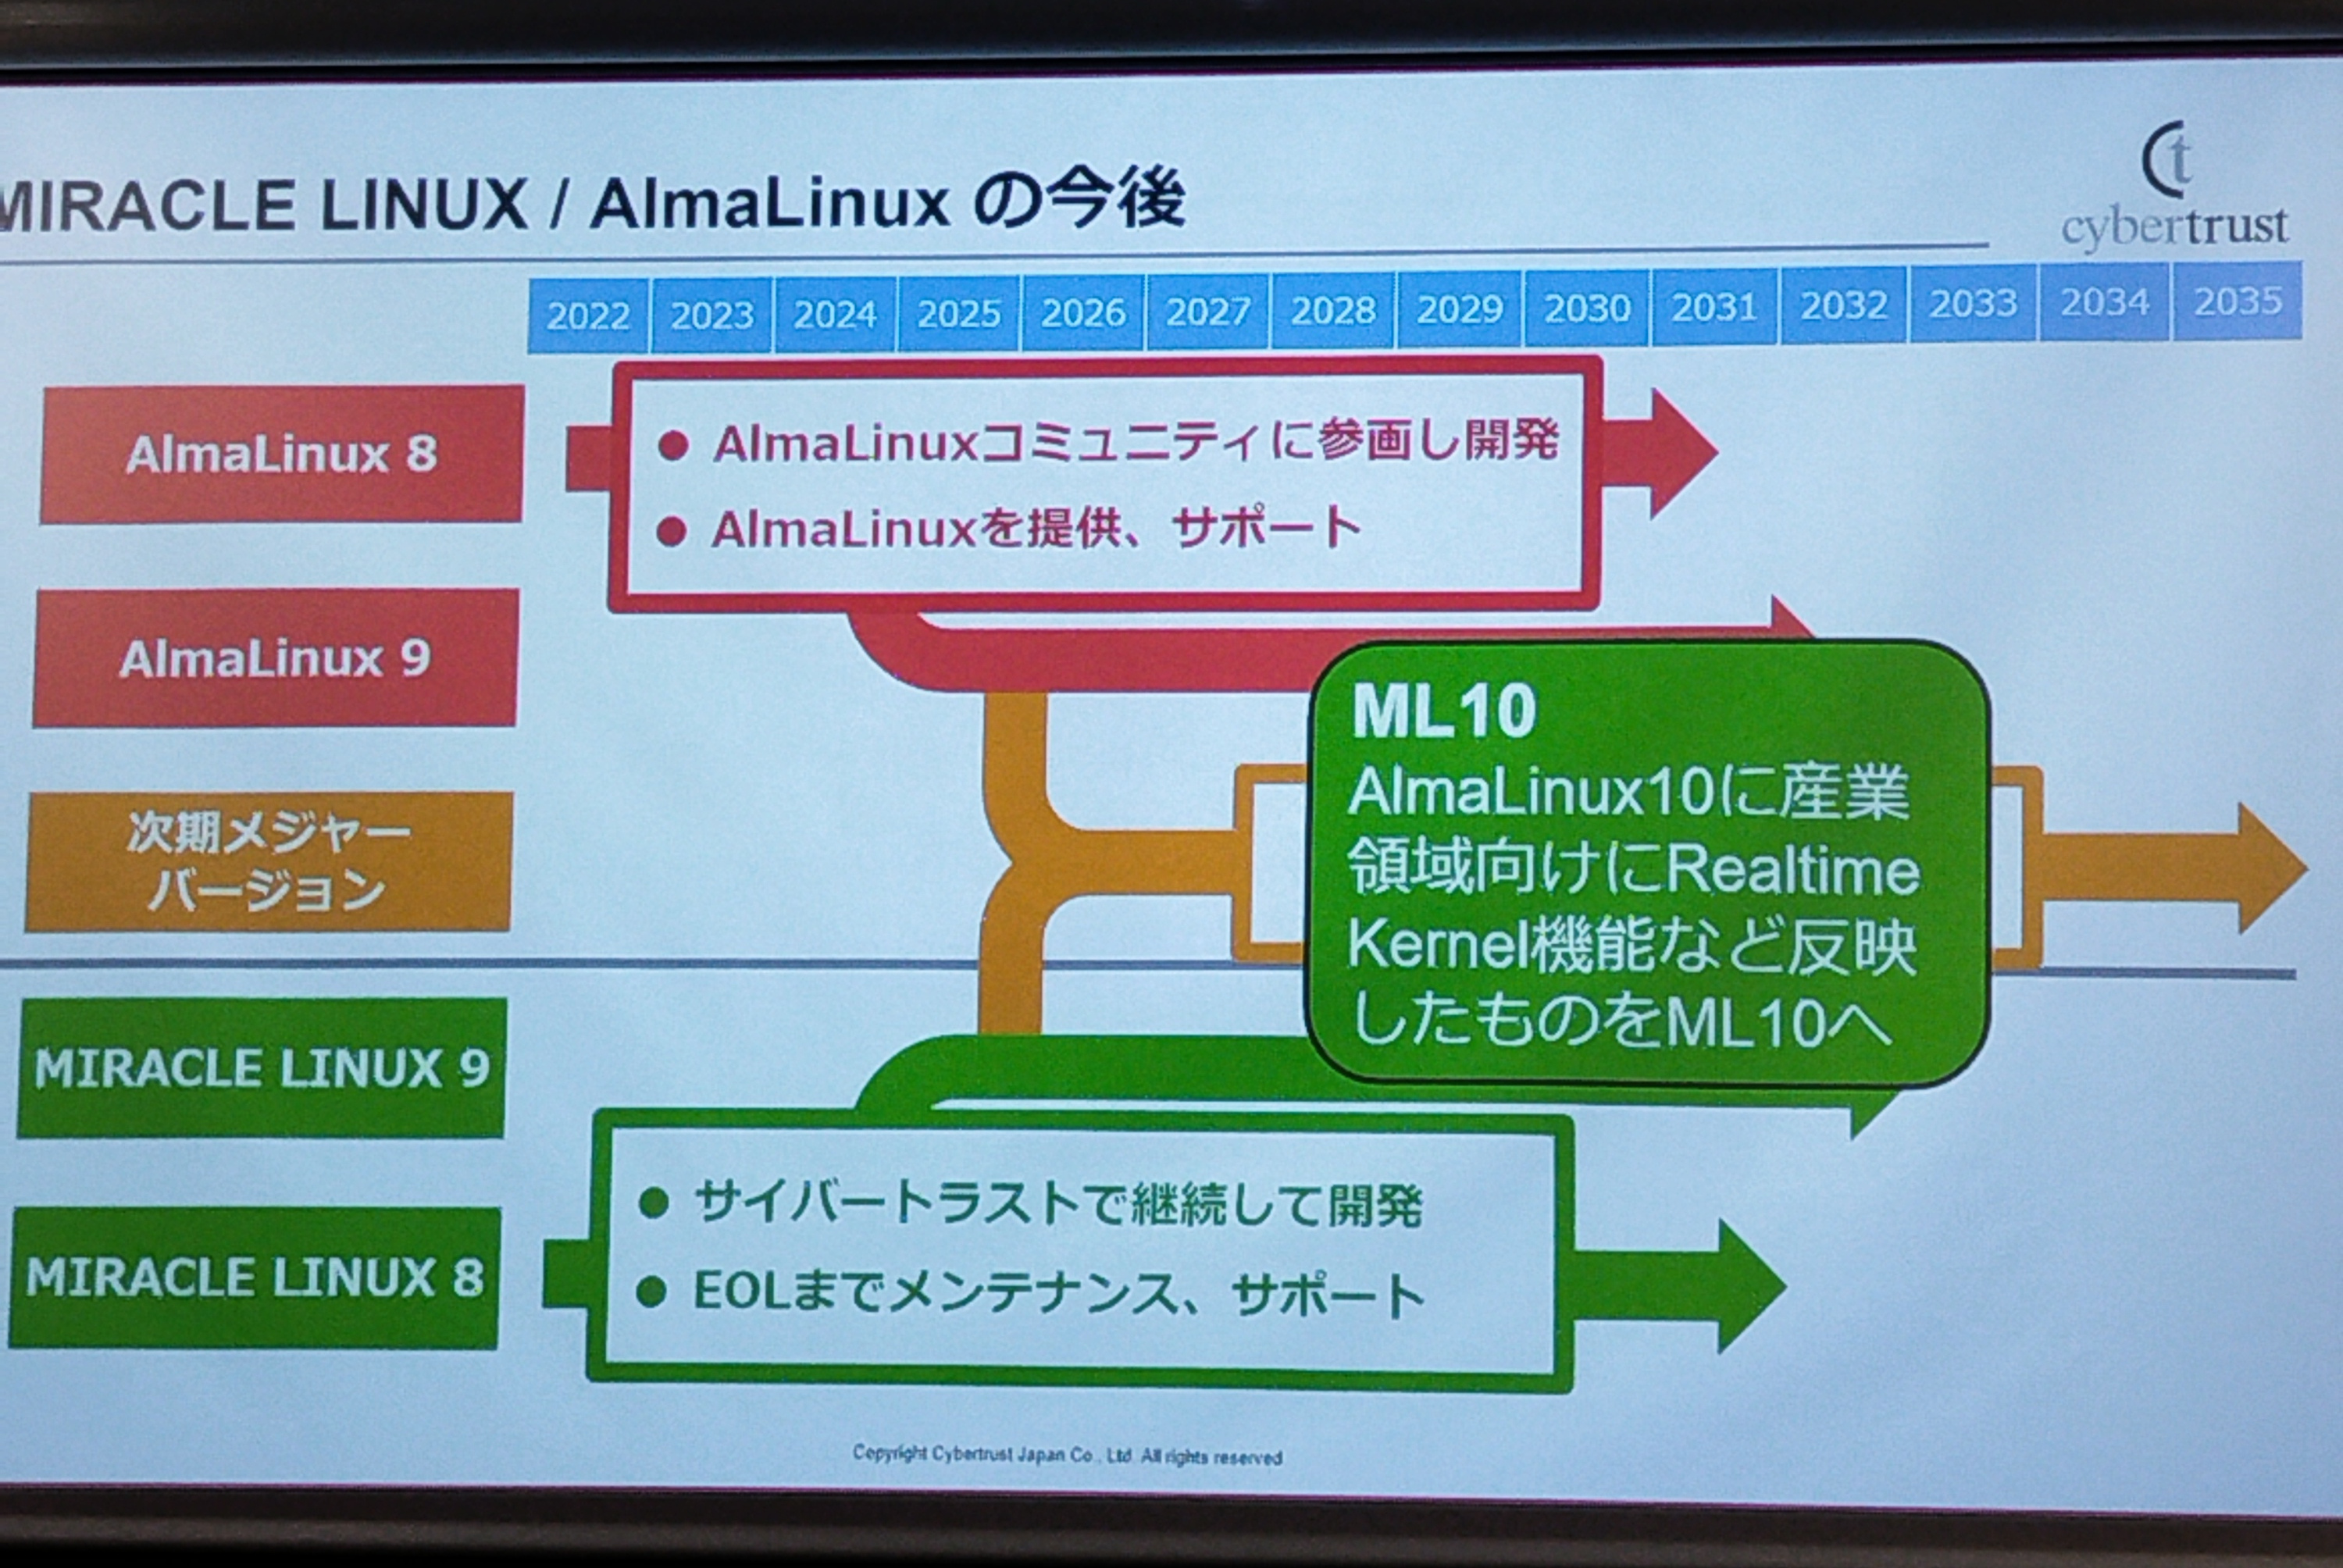 MIRACLE LINUX / AlmaLinux の今後
Ct
cybertrust
2022 2023 2024 2025 2026 2027 2028 2029 2030 2031 2032 2033 2034 2035
AlmaLinux 8
● AlmaLinuxコミュニティに参画し開発
● AlmaLinuxを提供、サポート
AlmaLinux 9
次期メジャー
バージョン
ML10
AlmaLinux10に産業
領域向けにRealtime
Kernel機能など反映
したものをML10へ
MIRACLE LINUX 9
MIRACLE LINUX 8
● サイバートラストで継続して開発
● EOLまでメンテナンス、サポート
Copyright Cybertrust Japan Co., Ltd. All rights reserved